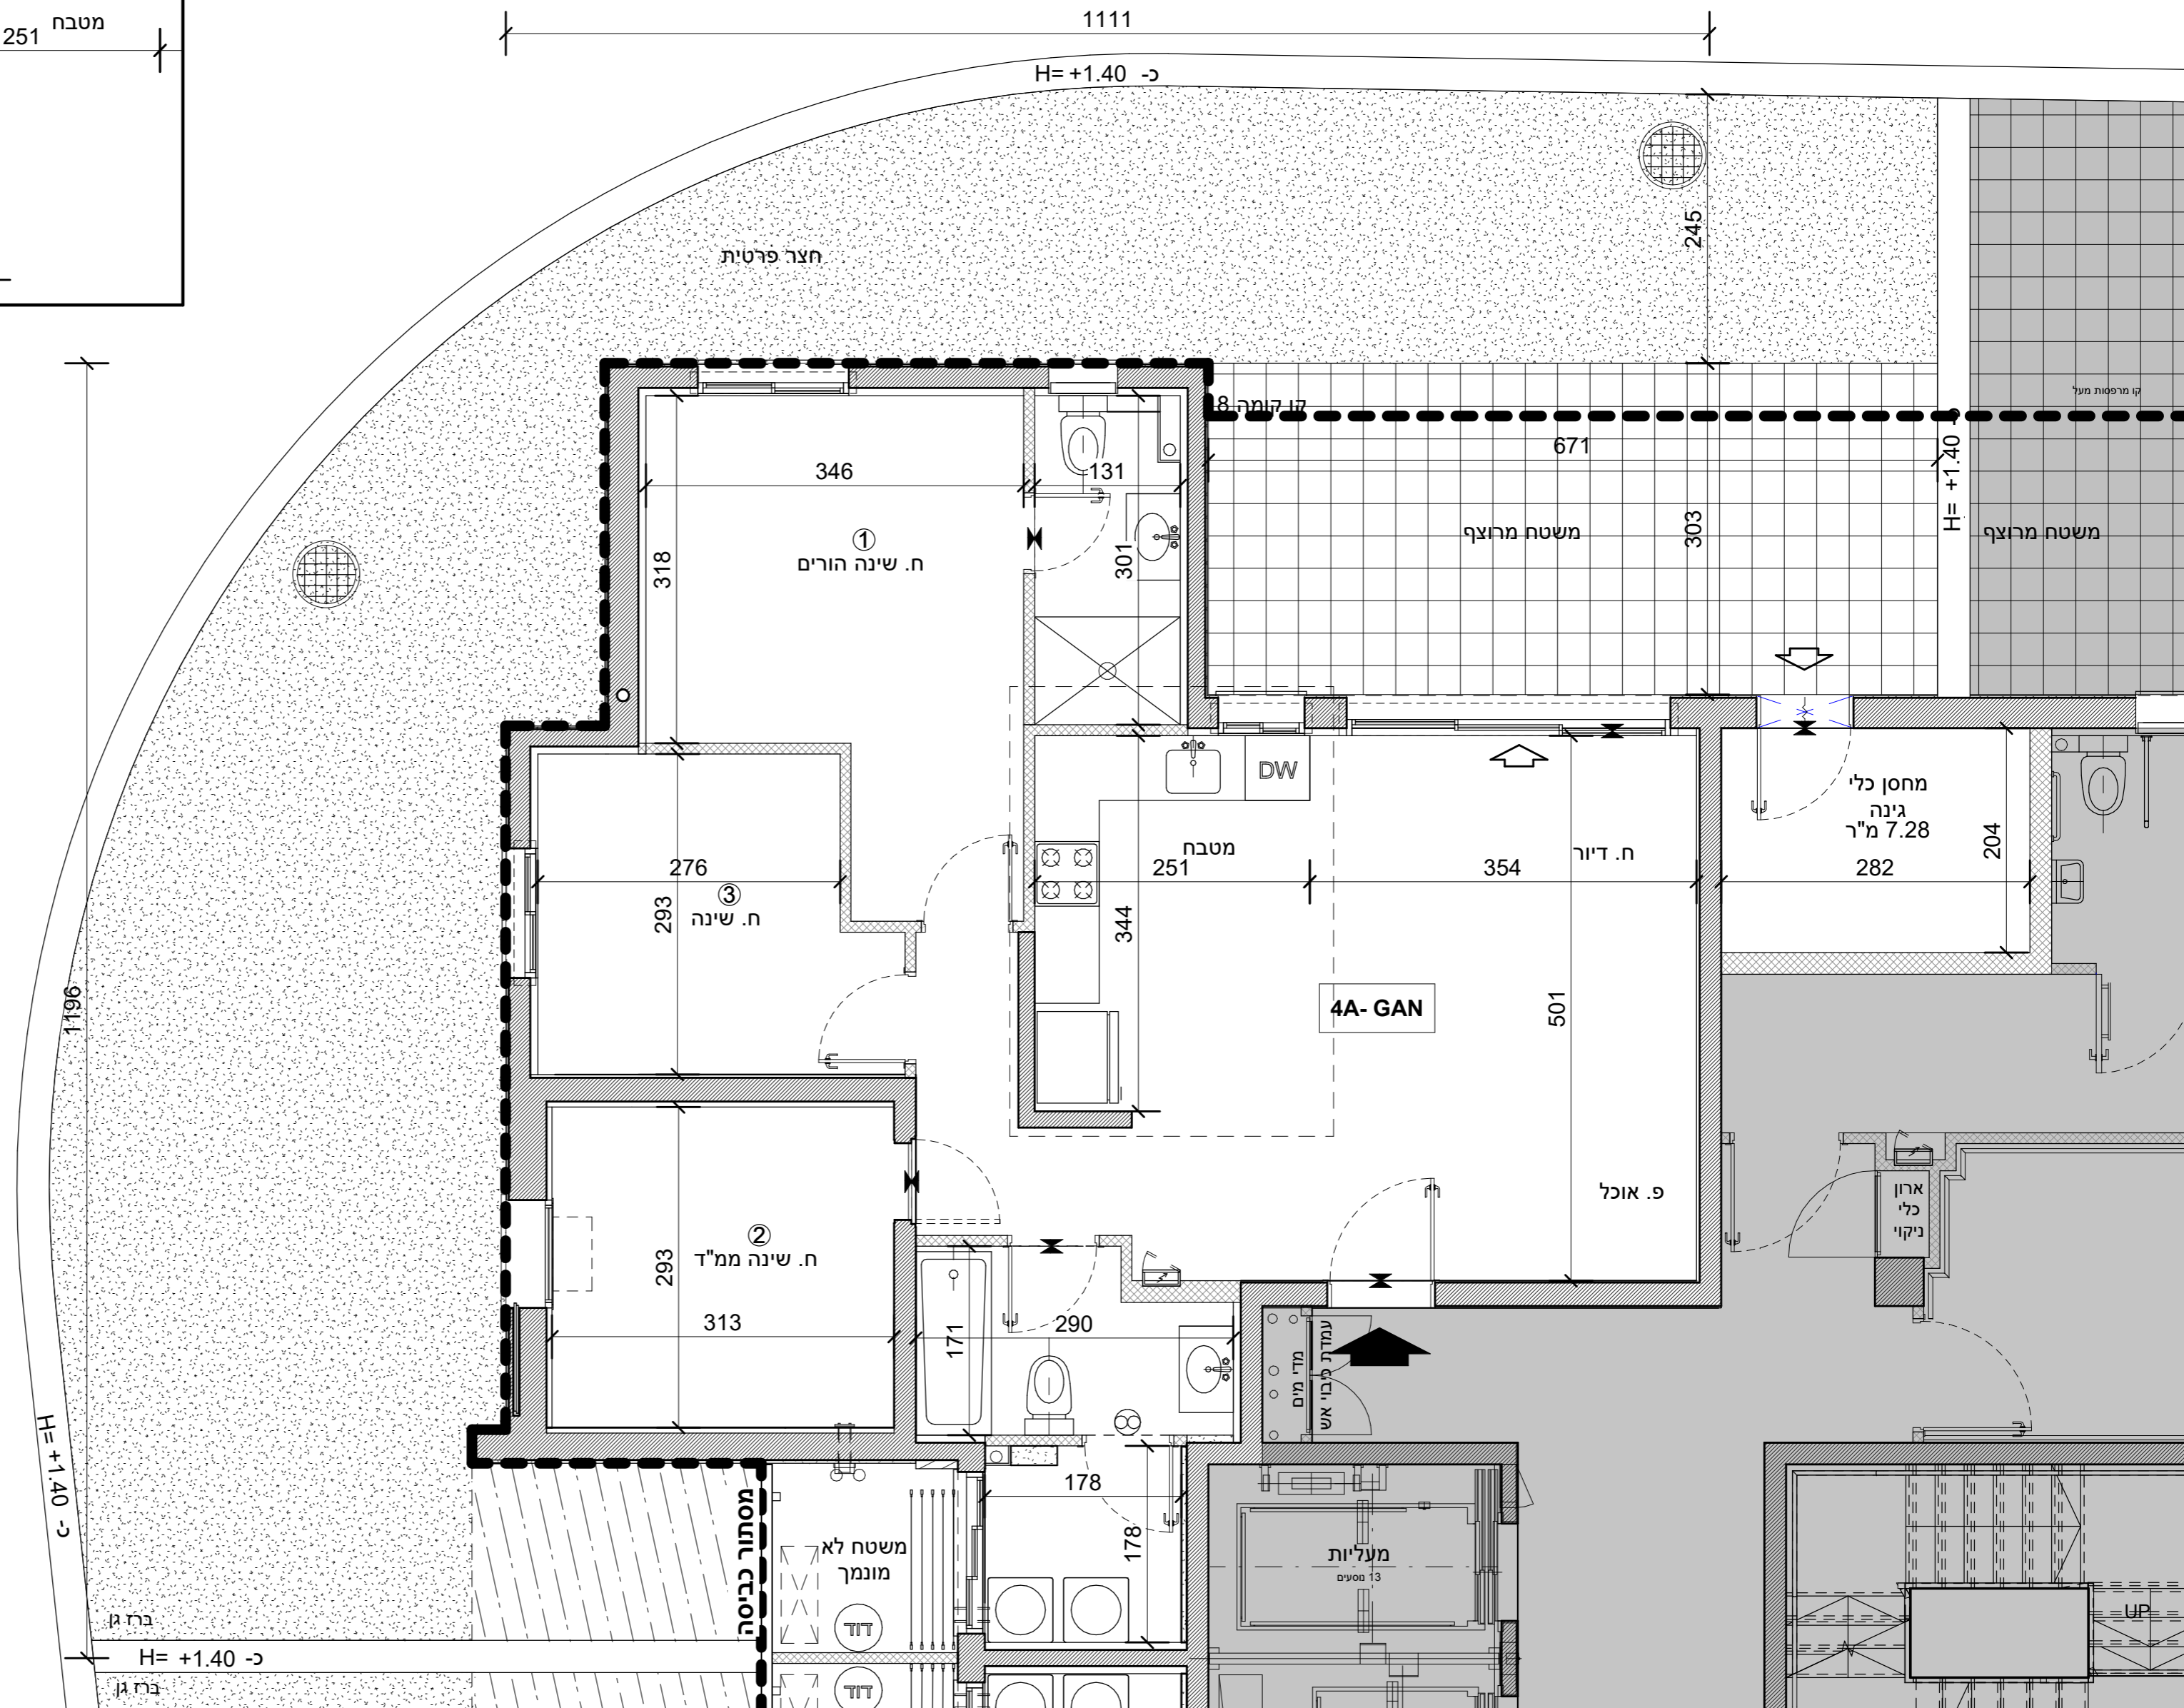 מטבח
251
1111
H= +1.40 -כ
245
חצר פרטית
קו מרפסות מעל
קו קומה 8
671
H= +1.40 -כ
346
131
משטח מרוצף
303
משטח מרוצף
1
ח. שינה הורים
318
301
DW
מחסן כלי
גינה
7.28 מ"ר
204
282
מטבח
251
ח. דיור
354
276
3
ח. שינה
293
344
4A- GAN
501
1196
פ. אוכל
ארון
כלי
ניקוי
2
ח. שינה ממ"ד
293
313
171
290
מדי מים
עמדת כיבוי אש
H= +1.40 -כ
178
178
מסתור כביסה
משטח לא
מונמך
דוד
מעליות
13 נוסעים
UP
ברז גן
H= +1.40 -כ
ברז גן
דוד